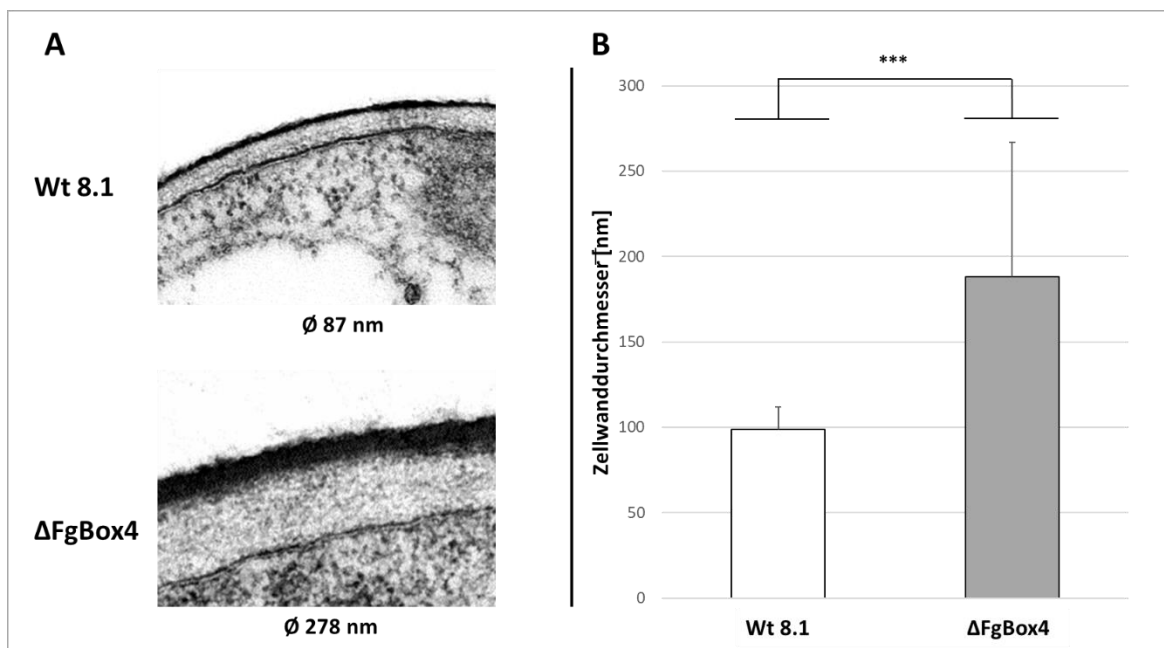 A
Wt 8.1
Ø 87 nm
ΔFgBox4
Ø 278 nm
B
***
Zellwanddurchmesser [nm]
300
250
200
150
100
50
0
Wt 8.1
ΔFgBox4